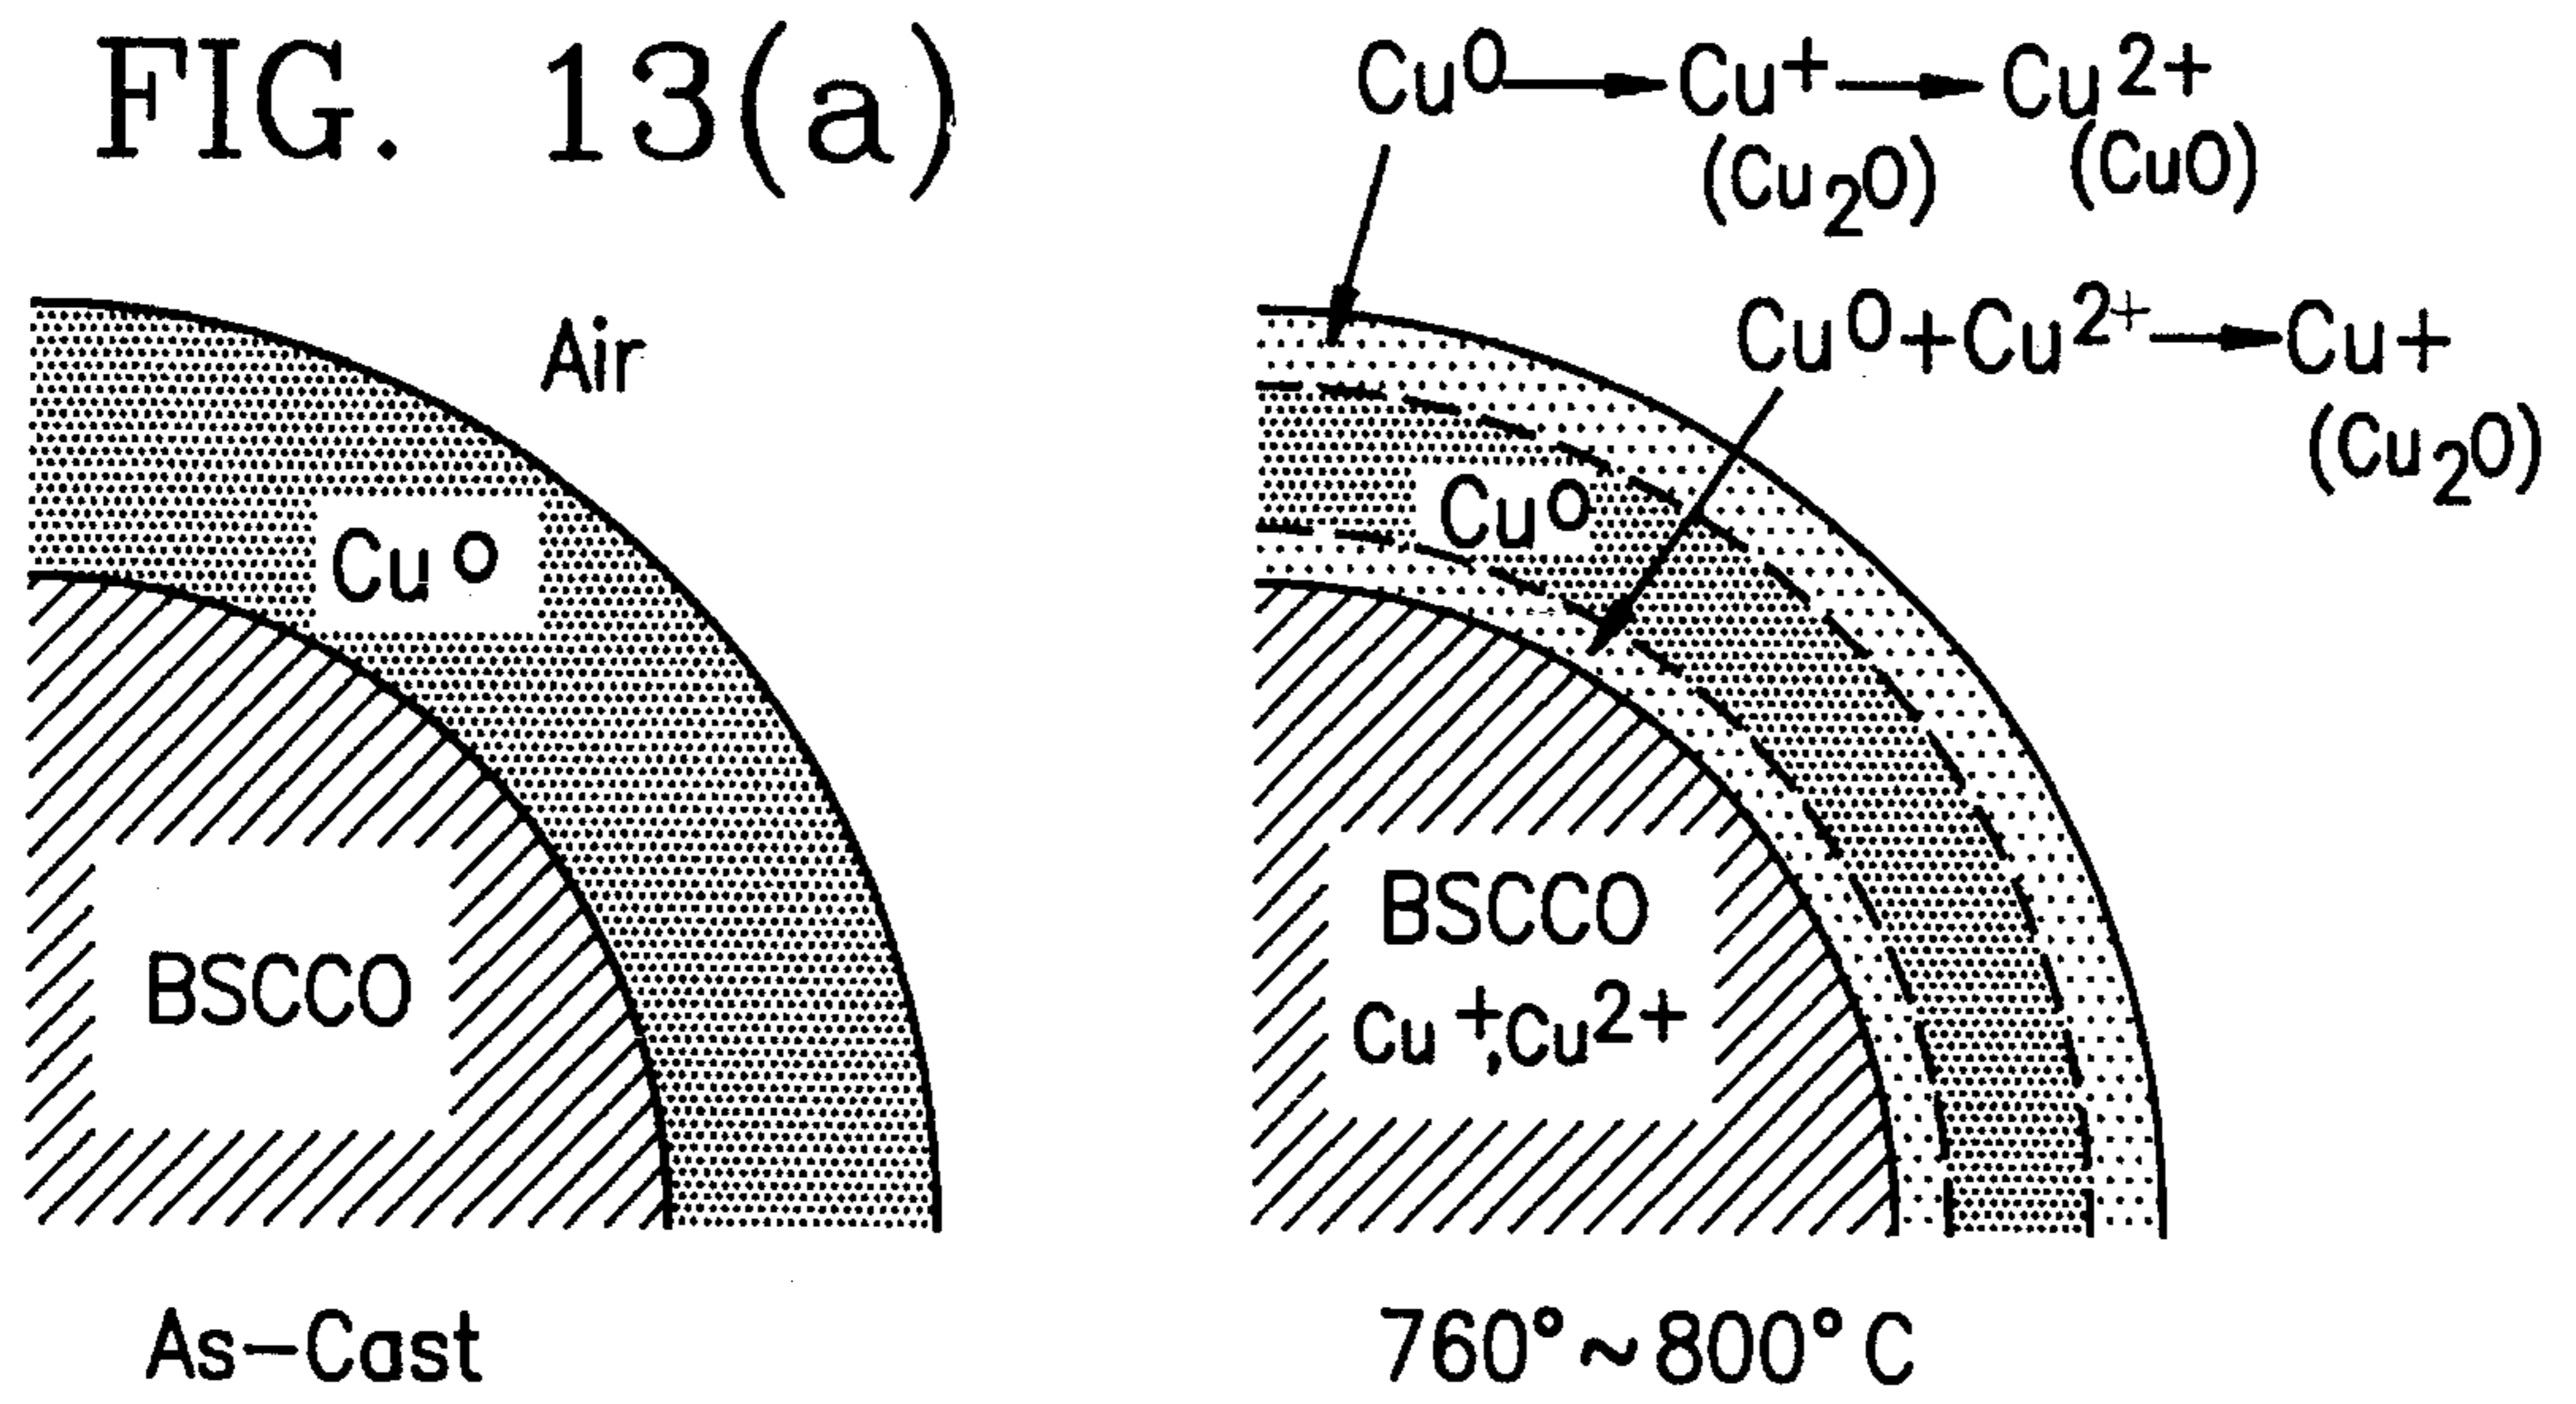 FIG. 13(a)
Cu⁰ → Cu⁺ → Cu²⁺
(Cu₂O) (CuO)
Air
Cu⁰+Cu²⁺ → Cu+
(Cu₂O)
Cu⁰
Cu⁰
BSCCO
BSCCO
Cu⁺,Cu²⁺
As-Cast
760°~800°C